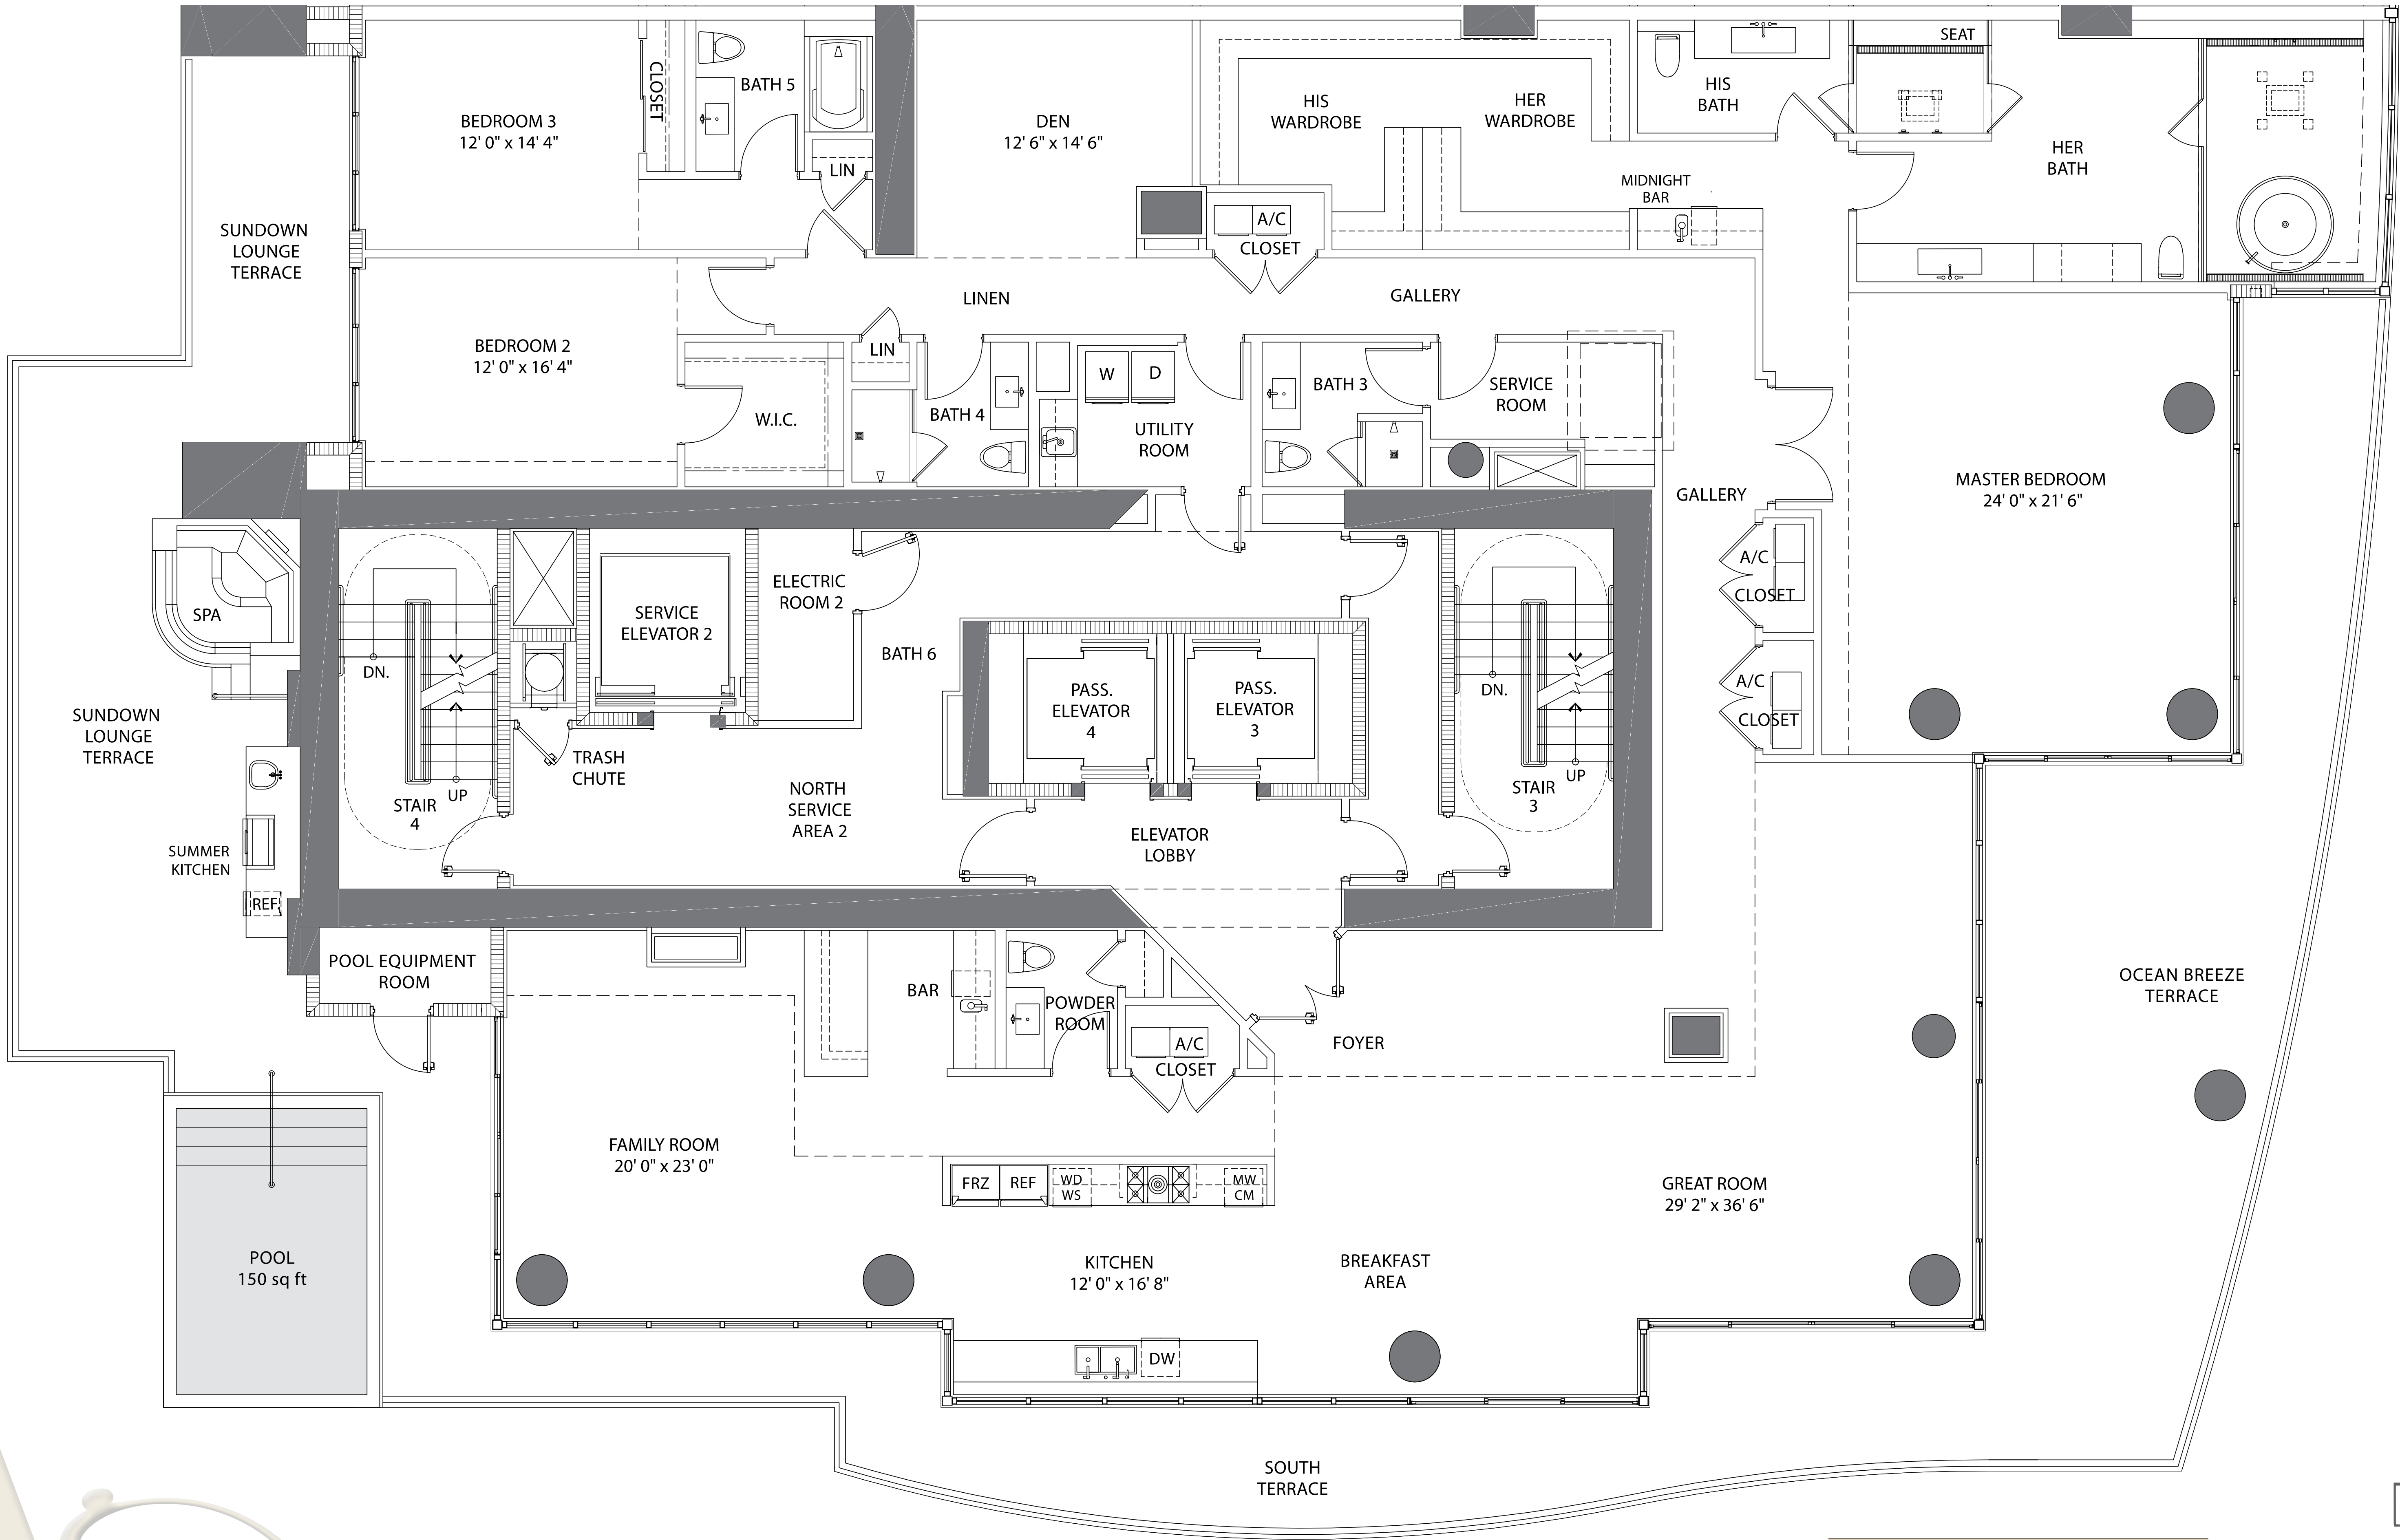 SEAT
CLOSET
BATH 5
BEDROOM 3
12' 0" x 14' 4"
DEN
12' 6" x 14' 6"
HIS
WARDROBE
HER
WARDROBE
HIS
BATH
HER
BATH
LIN
MIDNIGHT
BAR
SUNDOWN
LOUNGE
TERRACE
A/C
CLOSET
LINEN
GALLERY
BEDROOM 2
12' 0" x 16' 4"
LIN
W
D
BATH 3
SERVICE
ROOM
W.I.C.
BATH 4
UTILITY
ROOM
MASTER BEDROOM
24' 0" x 21' 6"
GALLERY
A/C
CLOSET
ELECTRIC
ROOM 2
SERVICE
ELEVATOR 2
SPA
BATH 6
DN.
DN.
PASS.
ELEVATOR
4
PASS.
ELEVATOR
3
A/C
CLOSET
SUNDOWN
LOUNGE
TERRACE
TRASH
CHUTE
UP
UP
STAIR
4
STAIR
3
NORTH
SERVICE
AREA 2
ELEVATOR
LOBBY
SUMMER
KITCHEN
REF.
POOL EQUIPMENT
ROOM
BAR
POWDER
ROOM
OCEAN BREEZE
TERRACE
A/C
CLOSET
FOYER
FAMILY ROOM
20' 0" x 23' 0"
FRZ
REF
WD
WS
MW
CM
GREAT ROOM
29' 2" x 36' 6"
POOL
150 sq ft
KITCHEN
12' 0" x 16' 8"
BREAKFAST
AREA
DW
SOUTH
TERRACE